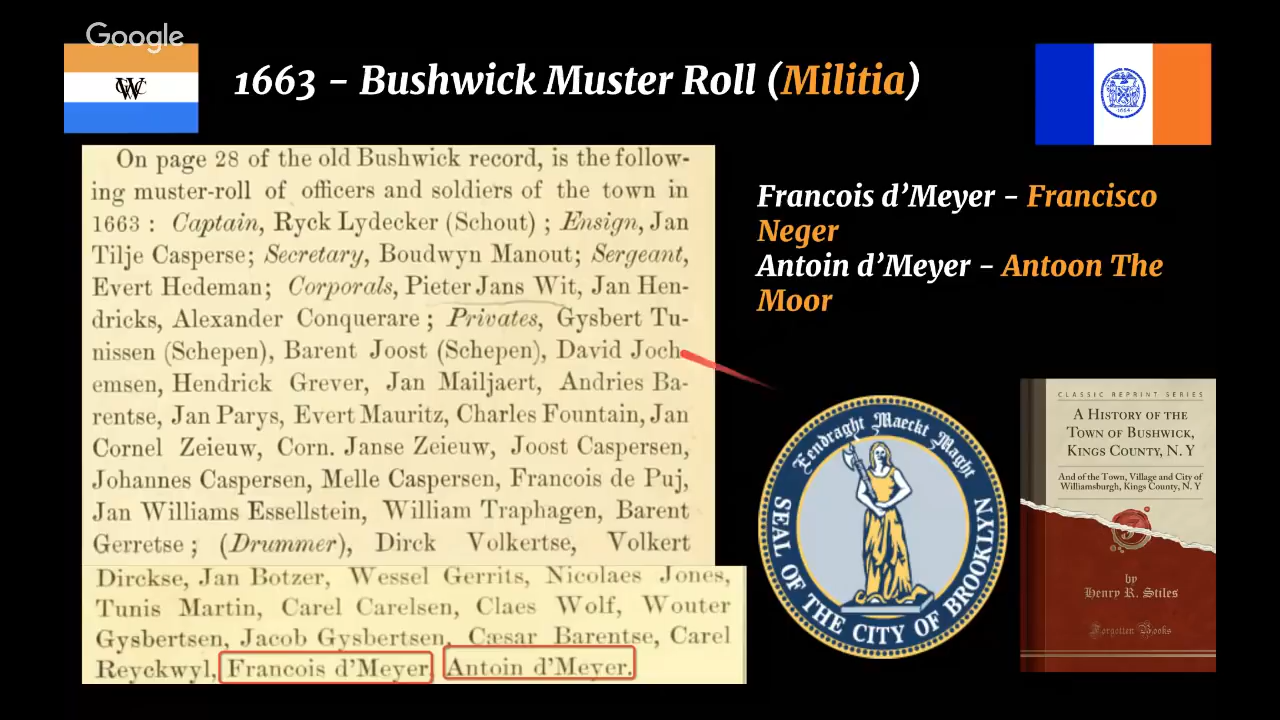 Google
1663 - Bushwick Muster Roll (Militia)
On page 28 of the old Bushwick record, is the follow-
ing muster-roll of officers and soldiers of the town in
1663 : Captain, Ryck Lydecker (Schout) ; Ensign, Jan
Tilje Casperse; Secretary, Boudwyn Manout; Sergeant,
Evert Hedeman; Corporals, Pieter Jans Wit, Jan Hen-
dricks, Alexander Conquerare ; Privates, Gysbert Tu-
nissen (Schepen), Barent Joost (Schepen), David Joch
emsen, Hendrick Grever, Jan Mailjaert, Andries Ba-
rentse, Jan Parys, Evert Mauritz, Charles Fountain, Jan
Cornel Zeieuw, Corn. Janse Zeieuw, Joost Caspersen,
Johannes Caspersen, Melle Caspersen, Francois de Puj,
Jan Williams Essellstein, William Traphagen, Barent
Gerretse ; (Drummer), Dirck Volkertse, Volkert
Dirckse, Jan Botzer, Wessel Gerrits, Nicolaes Jones,
Tunis Martin, Carel Carelsen, Claes Wolf, Wouter
Gysbertsen, Jacob Gysbertsen, Cæsar Barentse, Carel
Reyckwyl, Francois d'Meyer, Antoin d'Meyer.
Francois d’Meyer - Francisco
Neger
Antoin d’Meyer - Antoon The
Moor
Eendraght Maeckt Maght
SEAL OF THE CITY OF BROOKLYN
CLASSIC REPRINT SERIES
A HISTORY OF THE
TOWN OF BUSHWICK,
KINGS COUNTY, N. Y
And of the Town, Village and City of
Williamsburgh, Kings County, N. Y
by
Henry R. Stiles
Forgotten Books